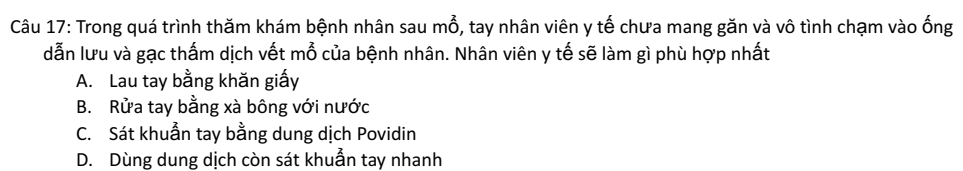 Câu 17: Trong quá trình thăm khám bệnh nhân sau mổ, tay nhân viên y tế chưa mang găn và vô tình chạm vào ống
dẫn lưu và gạc thấm dịch vết mổ của bệnh nhân. Nhân viên y tế sẽ làm gì phù hợp nhất
A. Lau tay bằng khăn giấy
B. Rửa tay bằng xà bông với nước
C. Sát khuẩn tay bằng dung dịch Povidin
D. Dùng dung dịch còn sát khuẩn tay nhanh